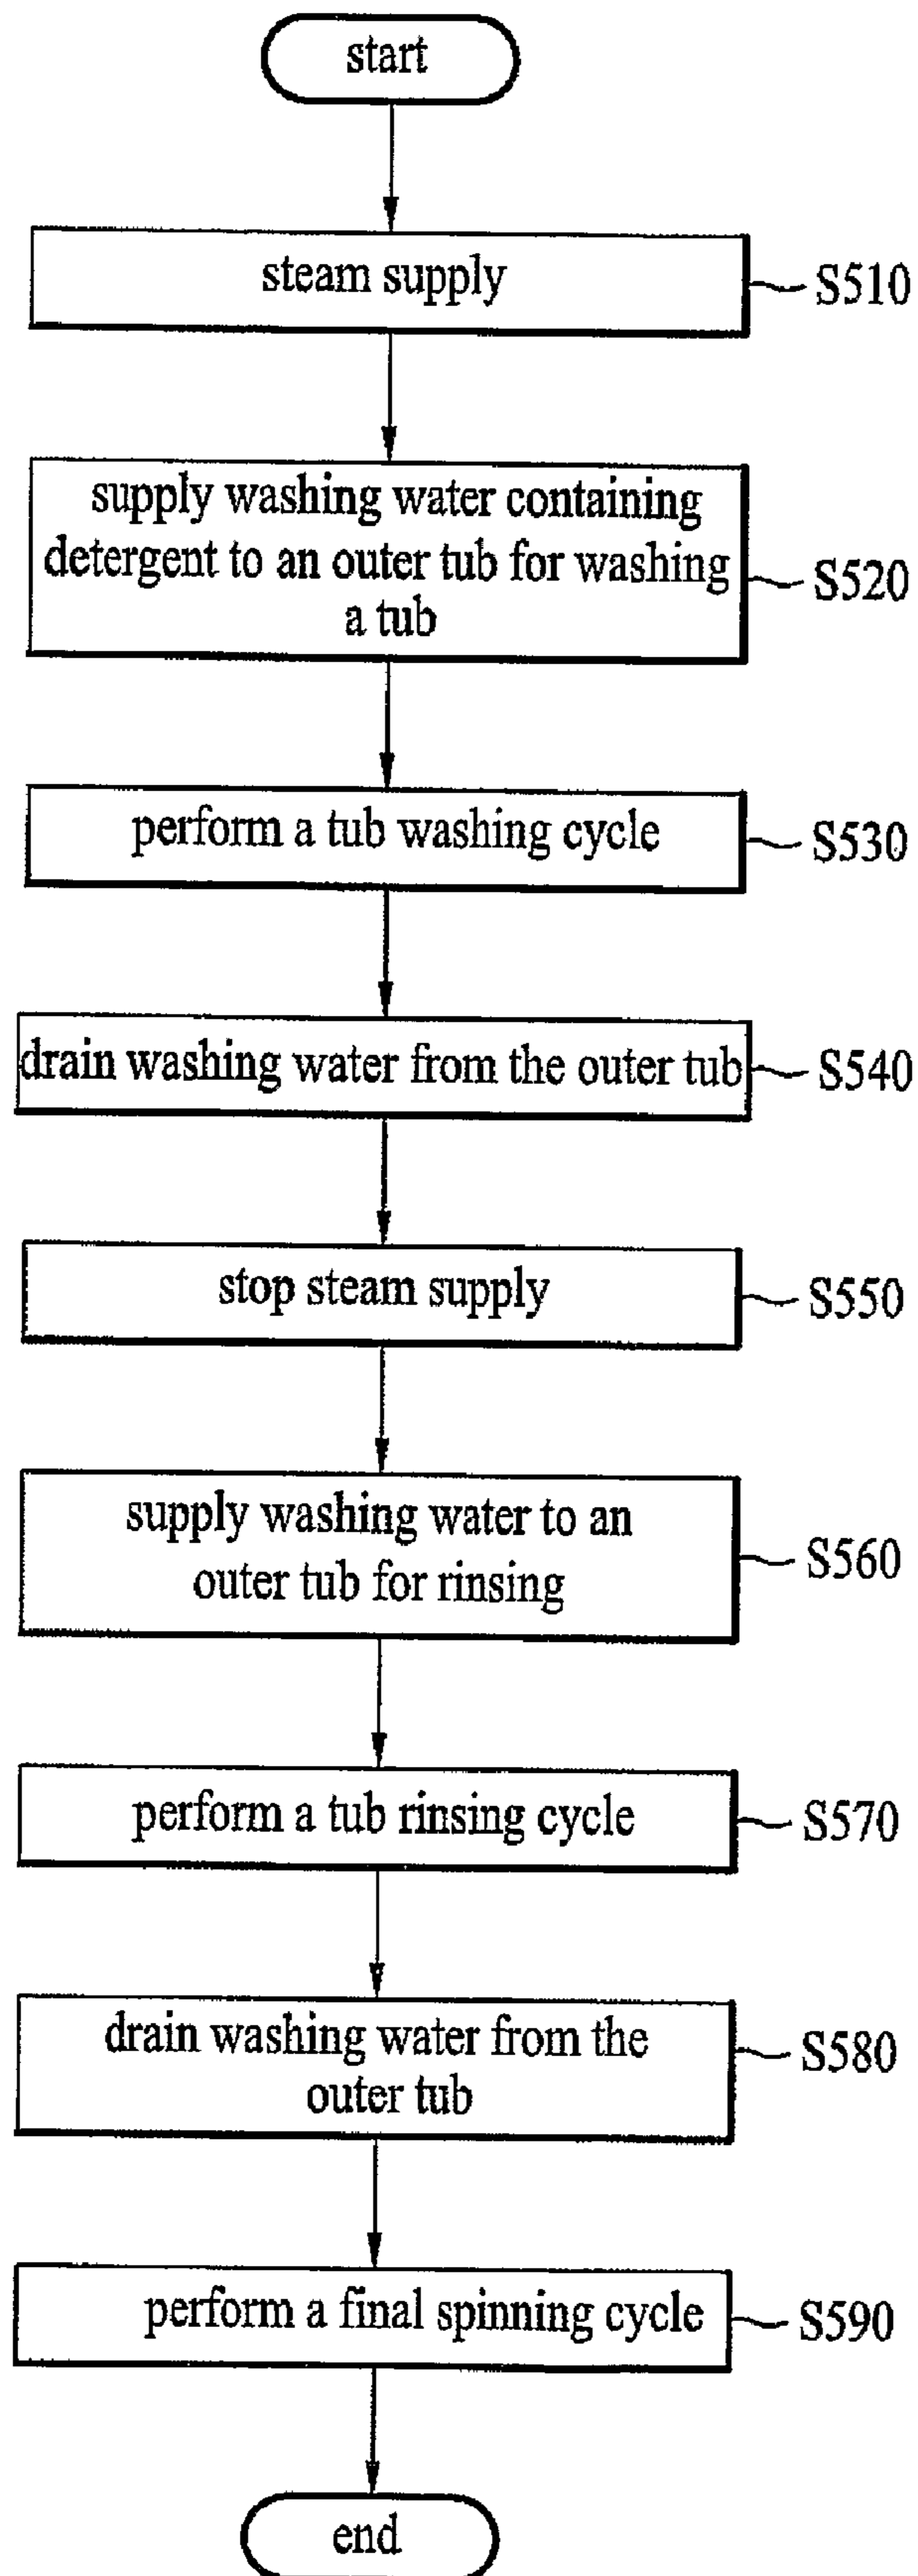 start
steam supply
S510
supply washing water containing
detergent to an outer tub for washing
a tub
S520
perform a tub washing cycle
S530
drain washing water from the outer tub
S540
stop steam supply
S550
supply washing water to an
outer tub for rinsing
S560
perform a tub rinsing cycle
S570
drain washing water from the
outer tub
S580
perform a final spinning cycle
S590
end